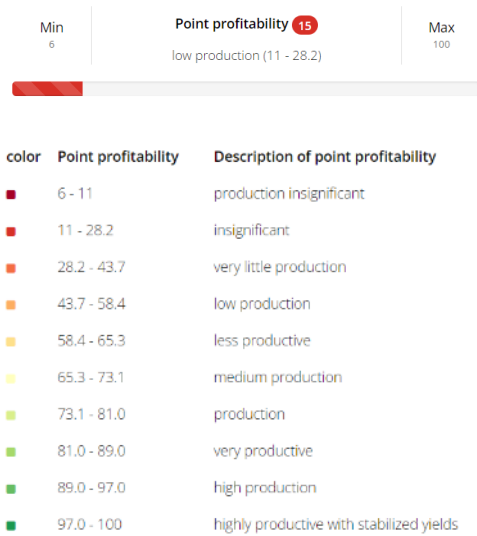 Min
6
Point profitability 15
low production (11 - 28.2)
Max
100
color Point profitability Description of point profitability
6 - 11 production insignificant
11 - 28.2 insignificant
28.2 - 43.7 very little production
43.7 - 58.4 low production
58.4 - 65.3 less productive
65.3 - 73.1 medium production
73.1 - 81.0 production
81.0 - 89.0 very productive
89.0 - 97.0 high production
97.0 - 100 highly productive with stabilized yields